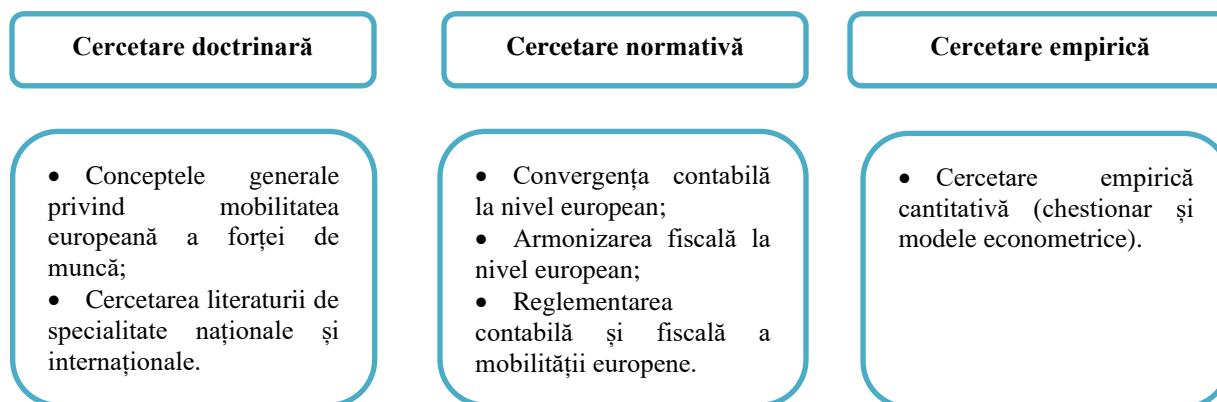 Cercetare doctrinară
Cercetare normativă
Cercetare empirică
• Conceptele generale
privind mobilitatea
europeană a forței de
muncă;
• Cercetarea literaturii de
specialitate naționale și
internaționale.
• Convergența contabilă
la nivel european;
• Armonizarea fiscală la
nivel european;
• Reglementarea
contabilă și fiscală a
mobilității europene.
• Cercetare empirică
cantitativă (chestionar și
modele econometrice).